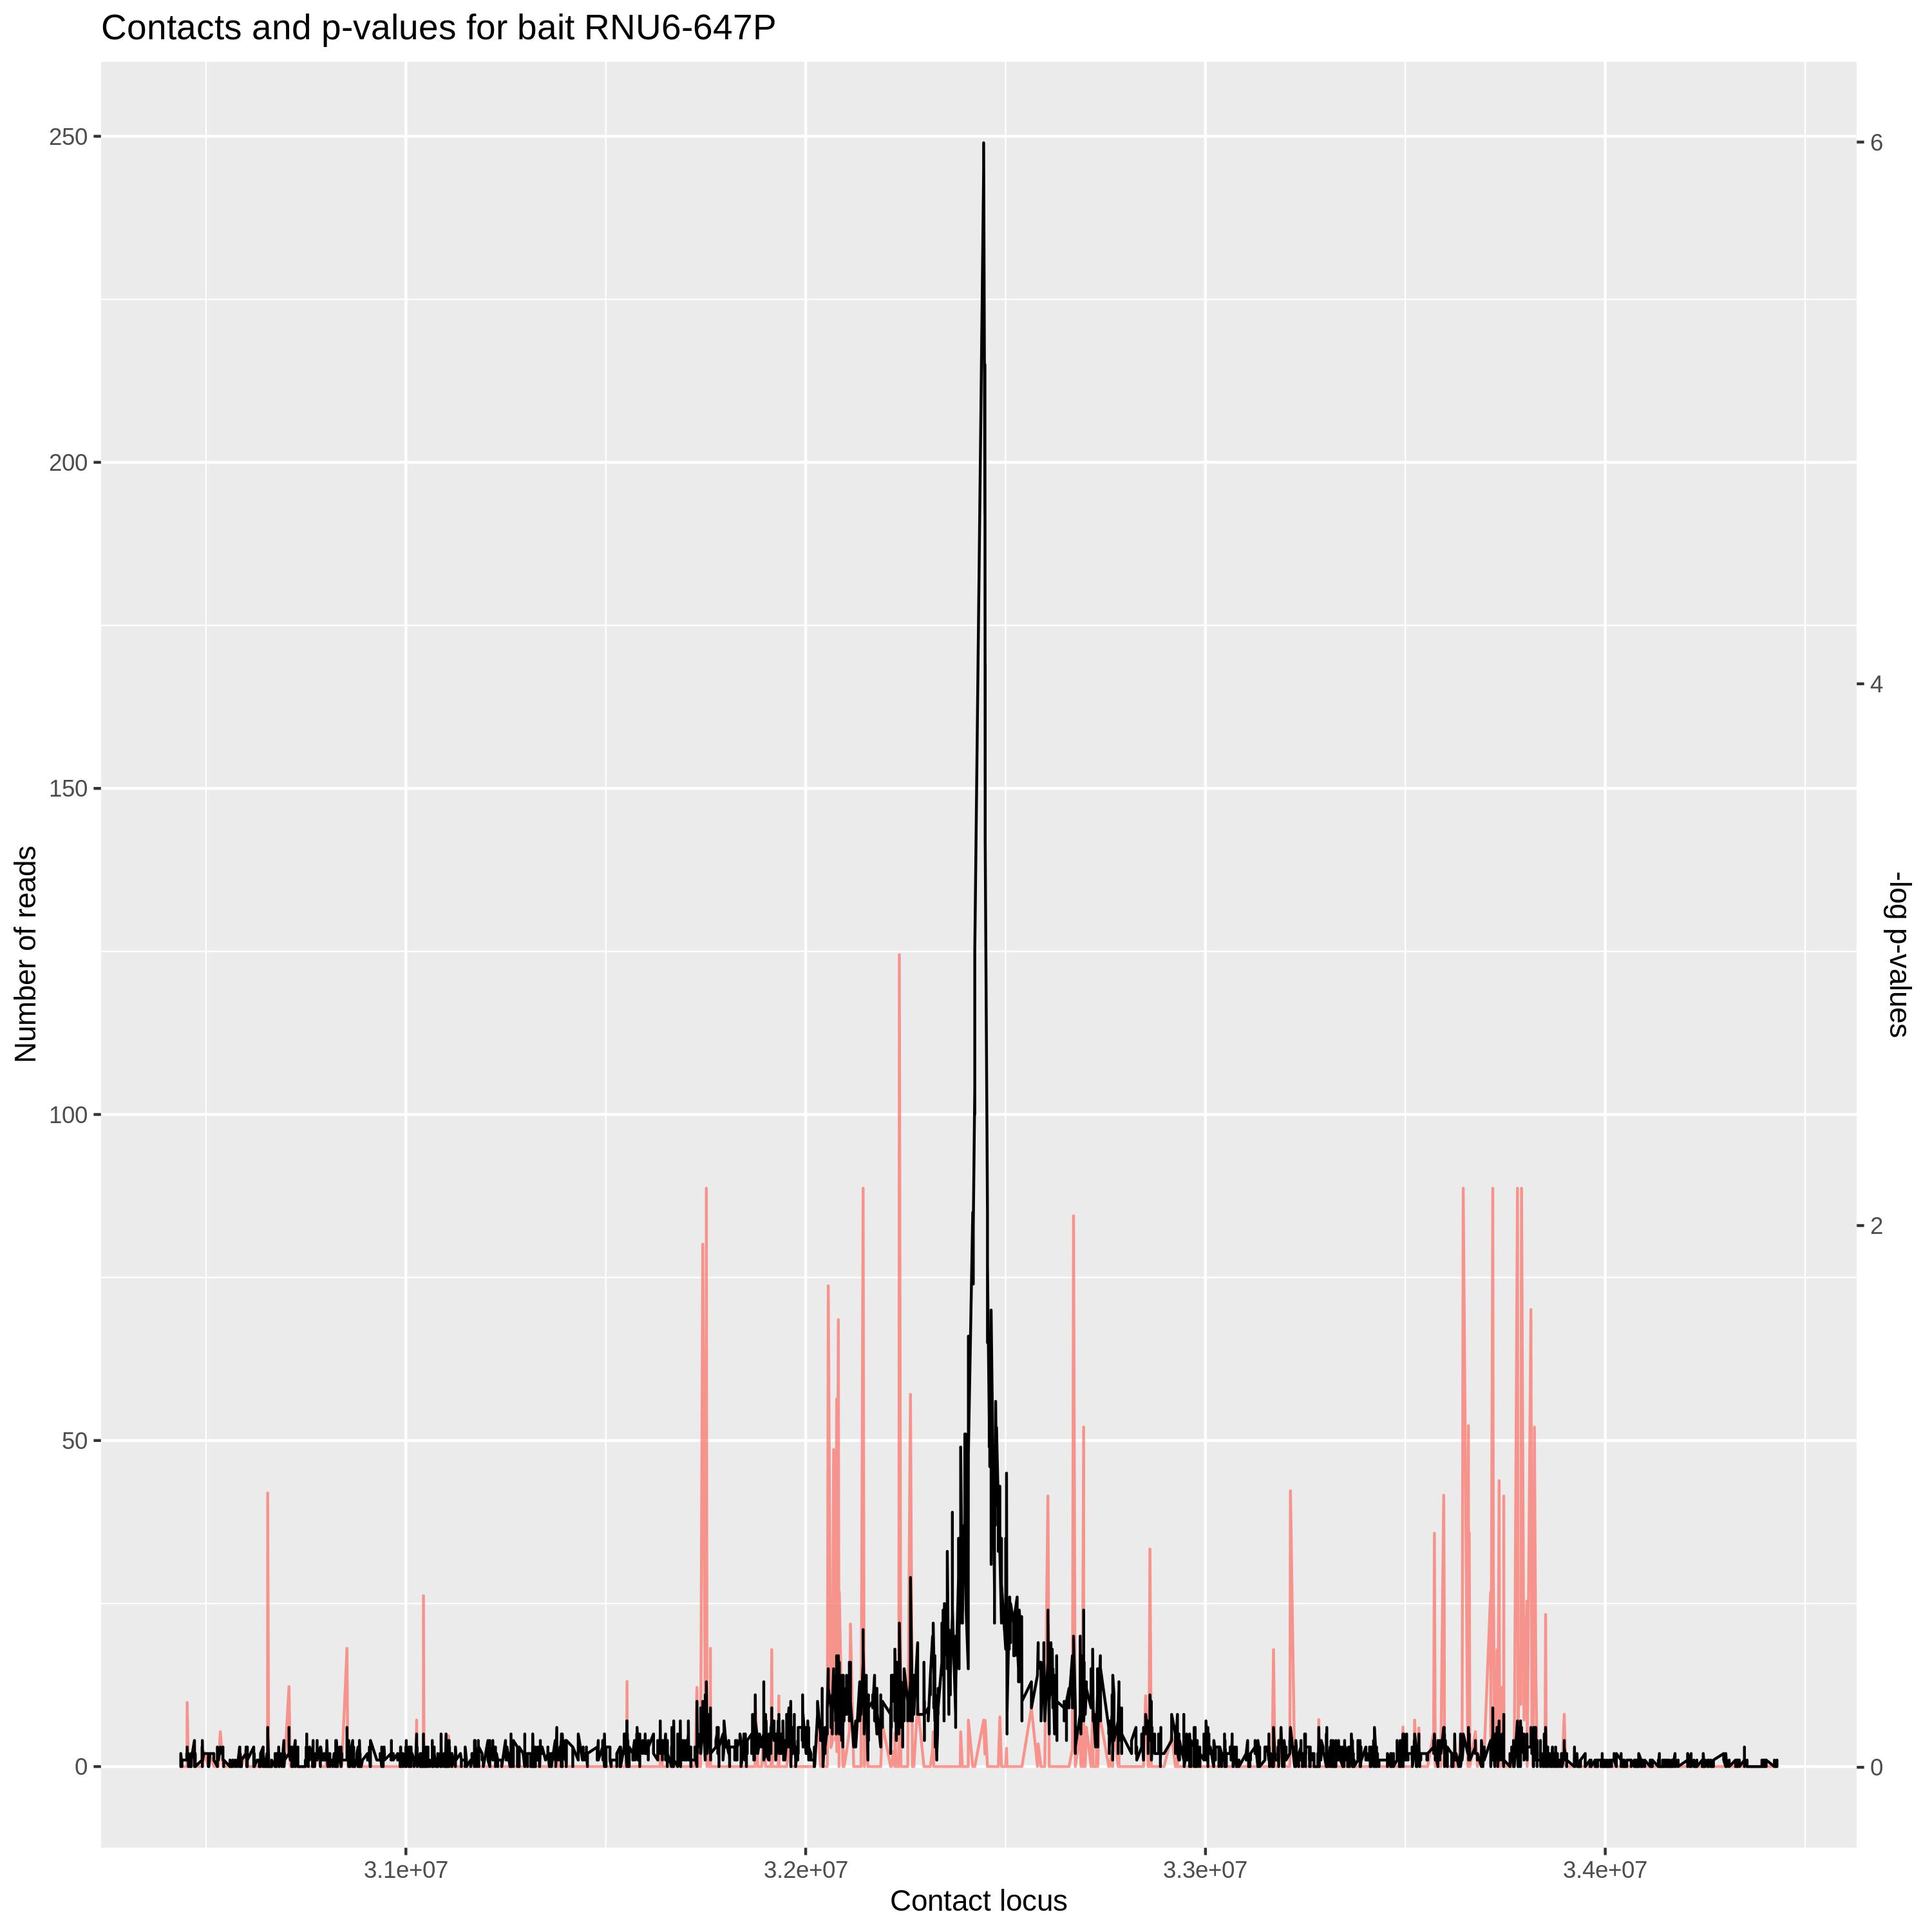 Contacts and p-values for bait RNU6-647P
250
200
150
100
50
0
Number of reads
6
4
2
0
-log p-values
3.1e+07
3.2e+07
3.3e+07
3.4e+07
Contact locus